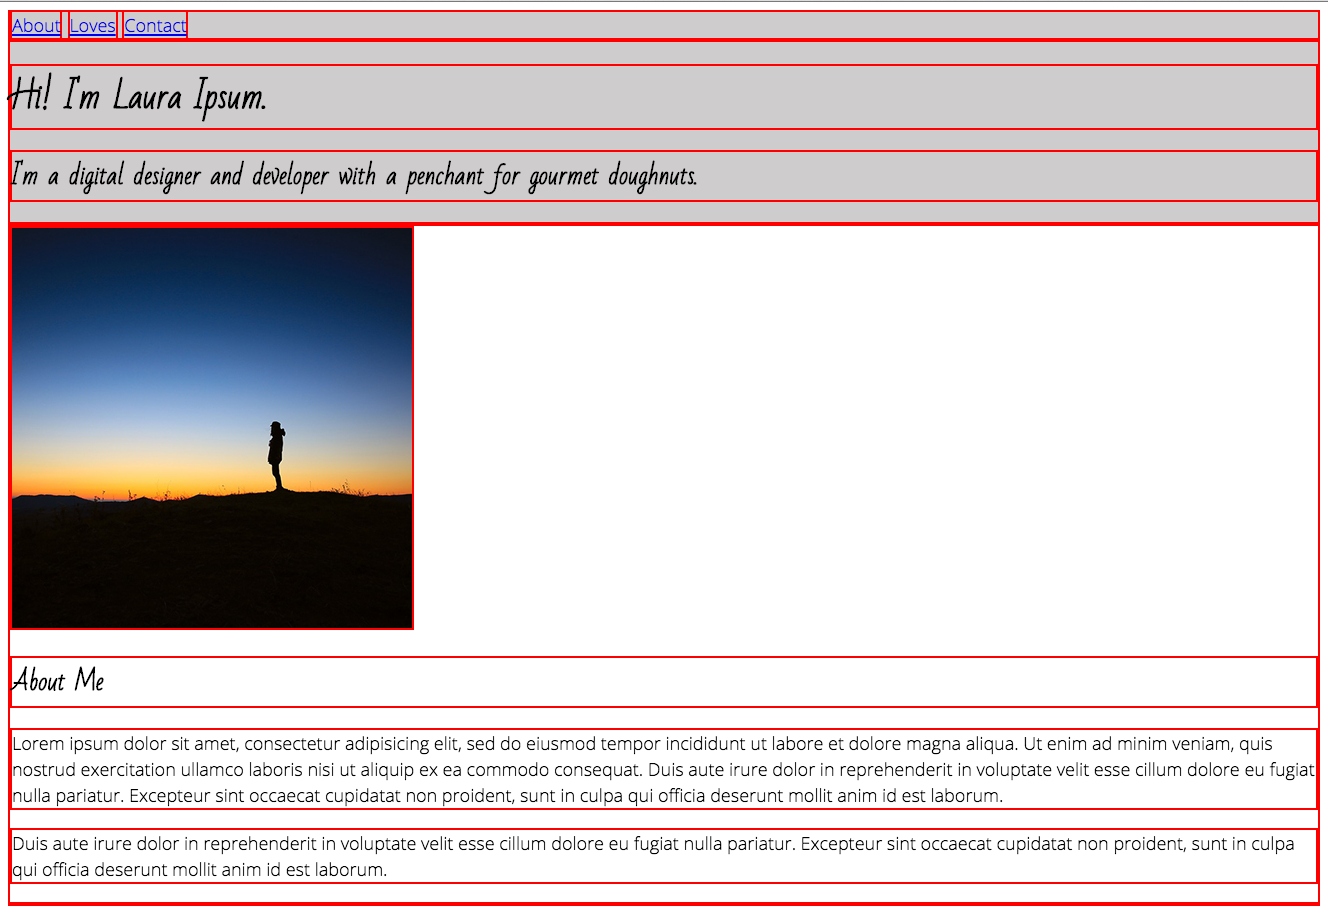 About Loves Contact
Hi! I'm Laura Ipsum.
I'm a digital designer and developer with a penchant for gourmet doughnuts.
About Me
Lorem ipsum dolor sit amet, consectetur adipisicing elit, sed do eiusmod tempor incididunt ut labore et dolore magna aliqua. Ut enim ad minim veniam, quis
nostrud exercitation ullamco laboris nisi ut aliquip ex ea commodo consequat. Duis aute irure dolor in reprehenderit in voluptate velit esse cillum dolore eu fugiat
nulla pariatur. Excepteur sint occaecat cupidatat non proident, sunt in culpa qui officia deserunt mollit anim id est laborum.
Duis aute irure dolor in reprehenderit in voluptate velit esse cillum dolore eu fugiat nulla pariatur. Excepteur sint occaecat cupidatat non proident, sunt in culpa
qui officia deserunt mollit anim id est laborum.